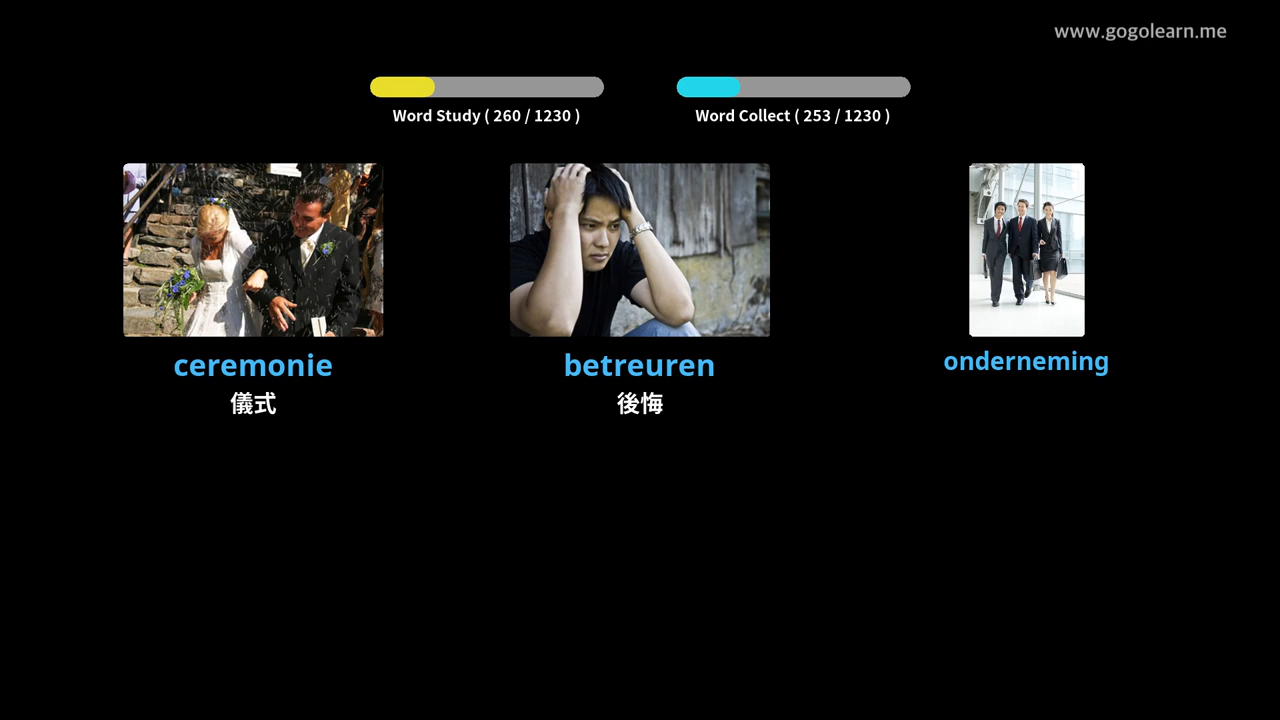 www.gogolearn.me
Word Study ( 260 / 1230 )
Word Collect ( 253 / 1230 )
ceremonie
儀式
betreuren
後悔
onderneming